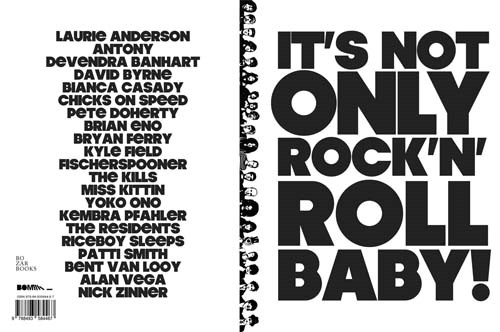 LAURIE ANDERSON
ANTONY
DEVENDRA BANHART
DAVID BYRNE
BIANCA CASADY
CHICKS ON SPEED
PETE DOHERTY
BRIAN ENO
BRYAN FERRY
KYLE FIELD
FISCHERSPOONER
THE KILLS
MISS KITTIN
YOKO ONO
KEMBRA PFAHLER
THE RESIDENTS
RICEBOY SLEEPS
PATTI SMITH
BENT VAN LOOY
ALAN VEGA
NICK ZINNER
BO
ZAR
BOOKS
IT'S NOT
ONLY
ROCK'N'
ROLL
BABY!